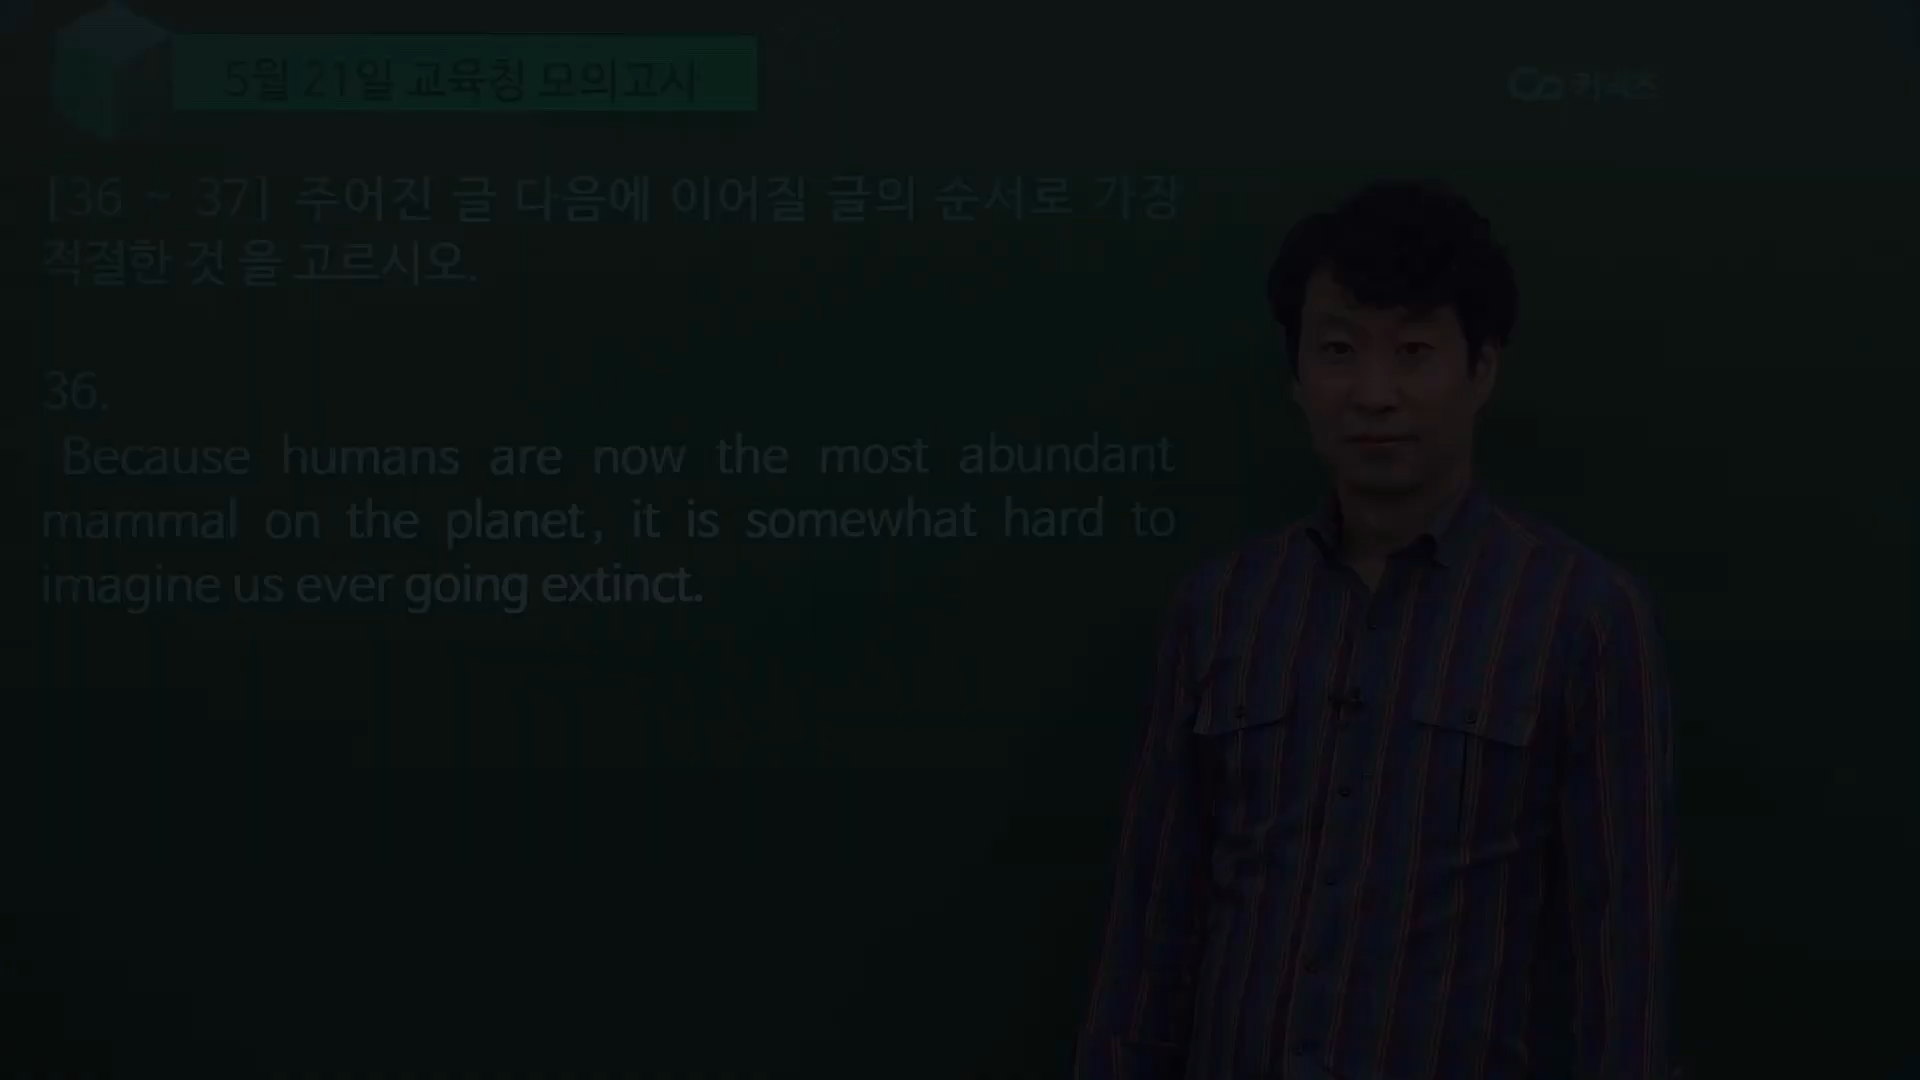 5월 21일 교육청 모의고사
[36 ~ 37] 주어진 글 다음에 이어질 글의 순서로 가장
적절한 것 을 고르시오.
36.
Because humans are now the most abundant
mammal on the planet, it is somewhat hard to
imagine us ever going extinct.